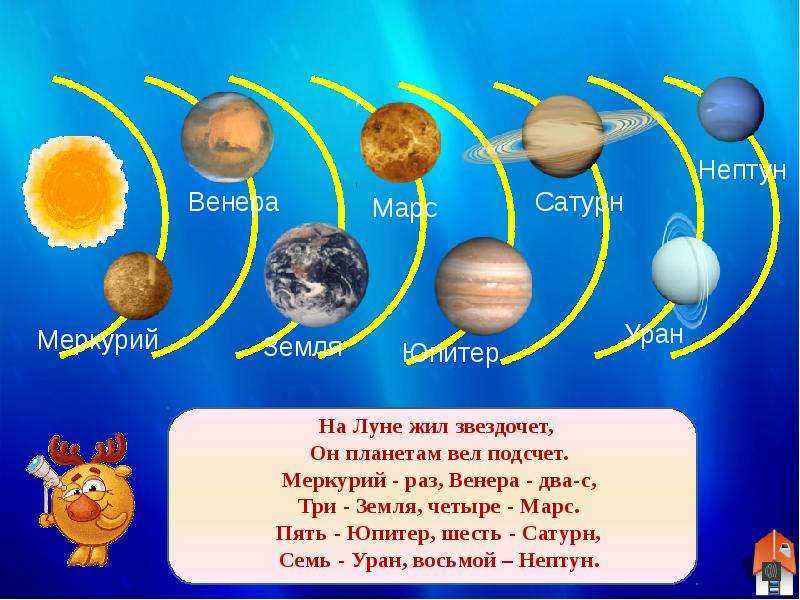 Нептун
Венера
Марс
Сатурн
Меркурий
Земля
Юпитер
Уран
На Луне жил звездочет,
Он планетам вел подсчет.
Меркурий - раз, Венера - два-с,
Три - Земля, четыре - Марс.
Пять - Юпитер, шесть - Сатурн,
Семь - Уран, восьмой – Нептун.